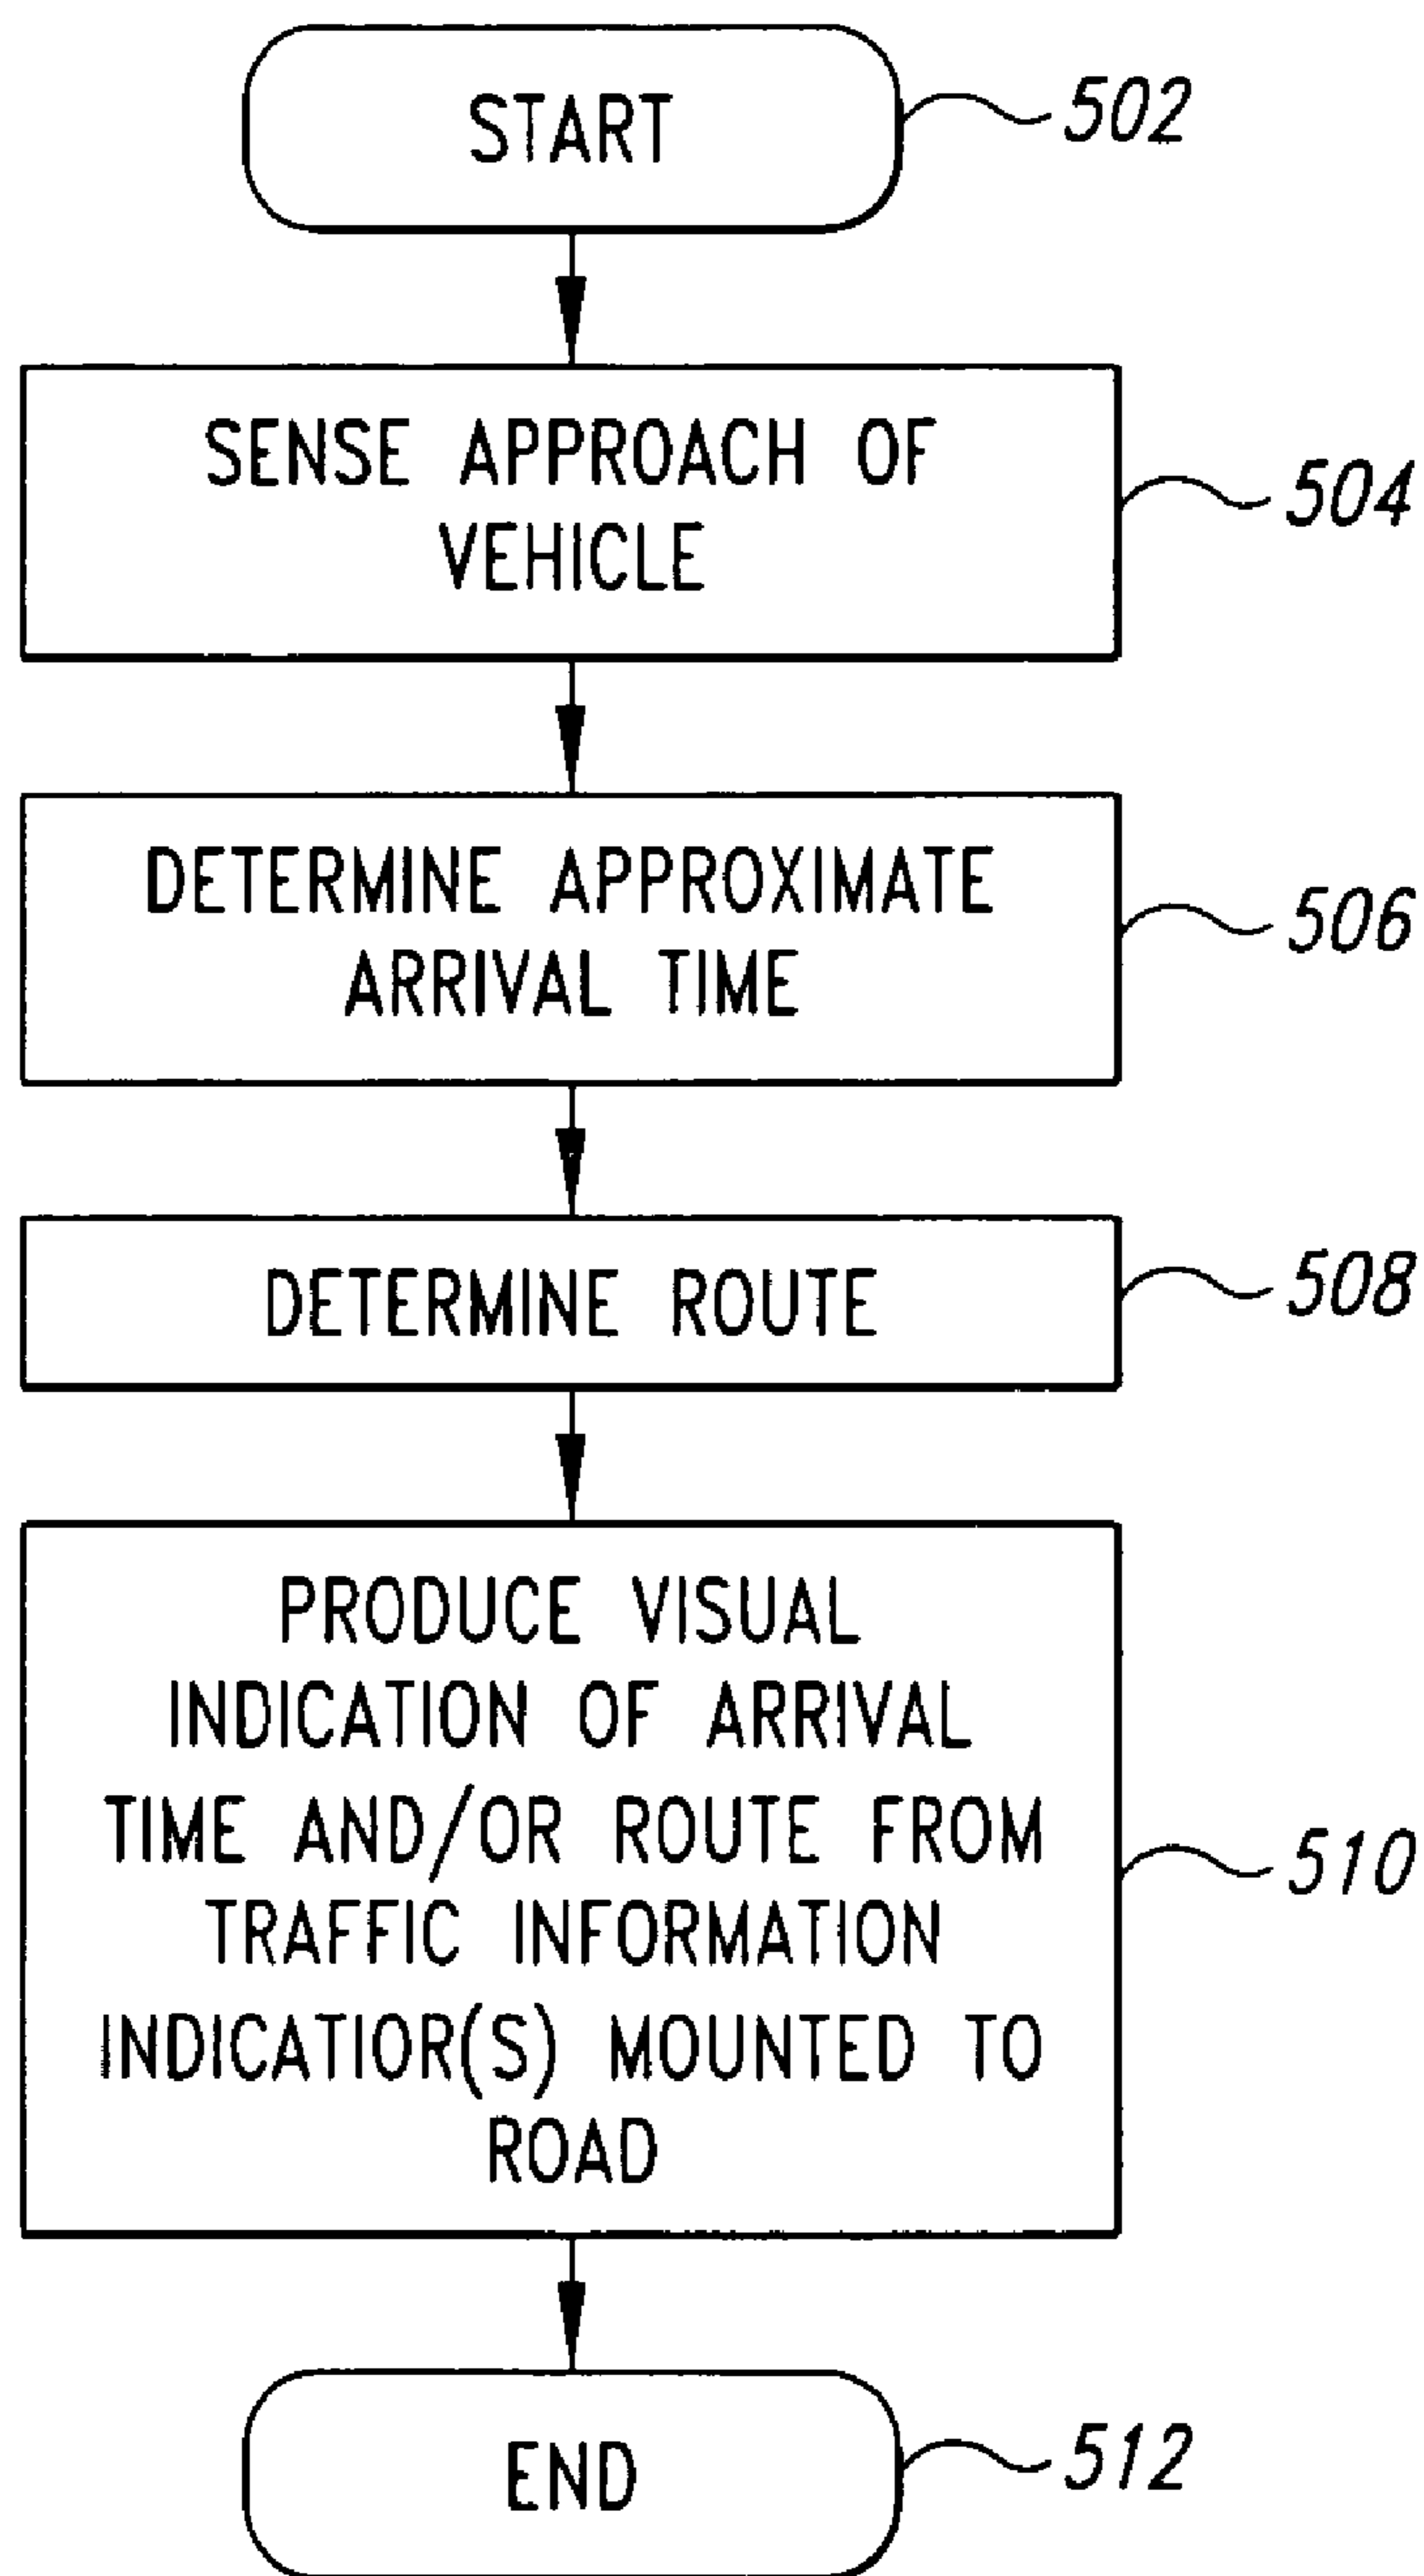 START
502
SENSE APPROACH OF
VEHICLE
504
DETERMINE APPROXIMATE
ARRIVAL TIME
506
DETERMINE ROUTE
508
PRODUCE VISUAL
INDICATION OF ARRIVAL
TIME AND/OR ROUTE FROM
TRAFFIC INFORMATION
INDICATIOR(S) MOUNTED TO
ROAD
510
END
512